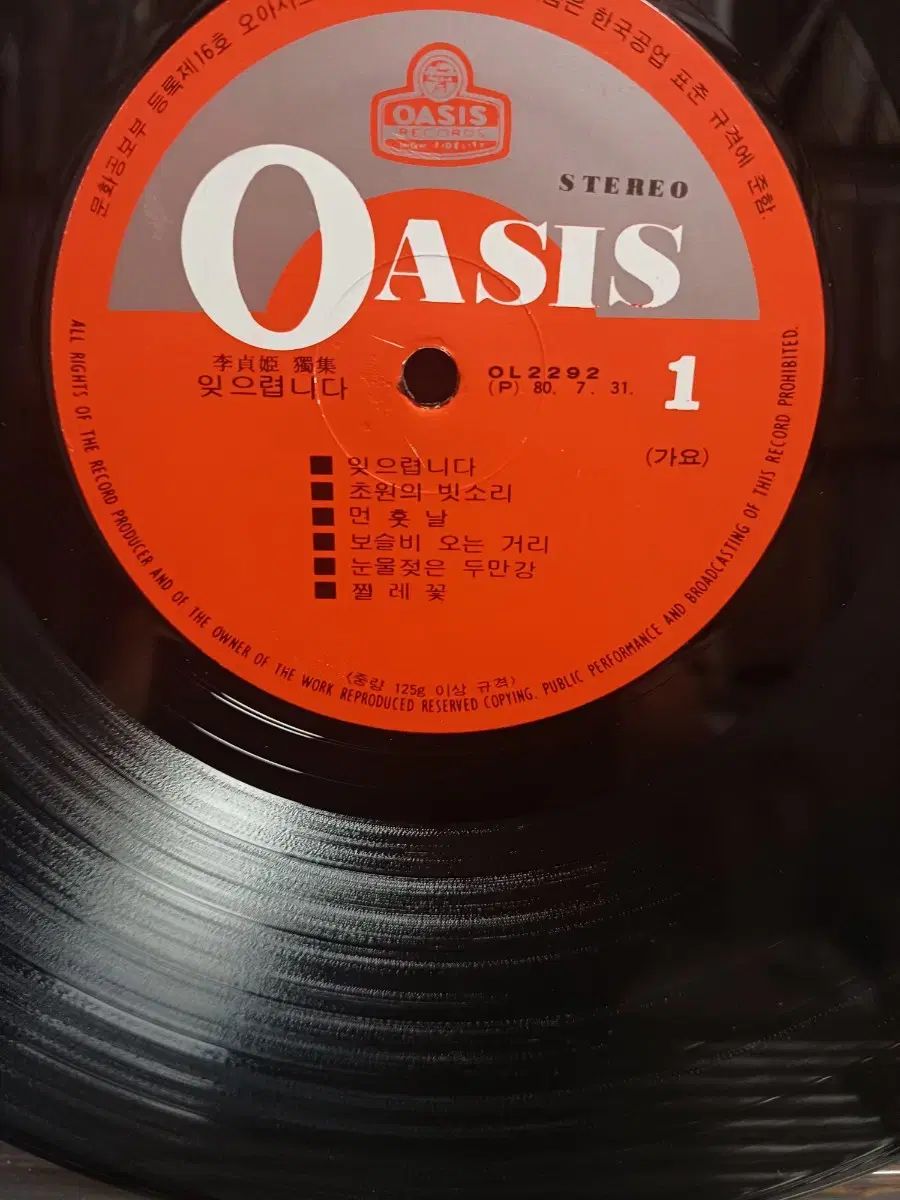 문화공보부 등록제16호 오아시
은 한국공업 표준 규격에 준함.
OASIS
RECORDS
STEREO
OASIS
李貞姫 獨集
잊으렵니다
OL2292
(P) 80. 7. 31.
1
(가요)
■ 잊으렵니다
■ 초원의 빗소리
■ 먼 훗 날
■ 보슬비 오는 거리
■ 눈물젖은 두만강
■ 찔 레 꽃
(중량 125g 이상 규격)
ALL RIGHTS OF THE RECORD PRODUCER AND OF THE OWNER OF THE WORK REPRODUCED RESERVED COPYING. PUBLIC PERFORMANCE AND BROADCASTING OF THIS RECORD PROHIBITED.